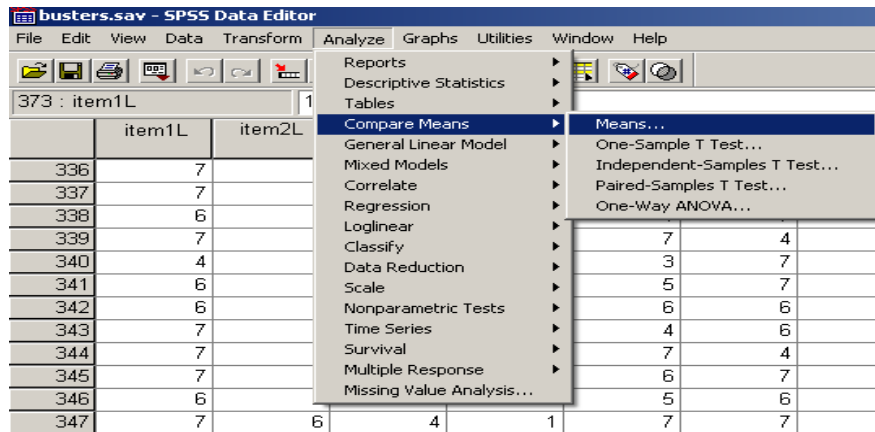 busters.sav - SPSS Data Editor
File Edit View Data Transform Analyze Graphs Utilities Window Help
373 : item1L 1
item1L item2L
Reports
Descriptive Statistics
Tables
Compare Means
General Linear Model
Mixed Models
Correlate
Regression
Loglinear
Classify
Data Reduction
Scale
Nonparametric Tests
Time Series
Survival
Multiple Response
Missing Value Analysis...
Means...
One-Sample T Test...
Independent-Samples T Test...
Paired-Samples T Test...
One-Way ANOVA...
336 7
337 7
338 6
339 7 7 4
340 4 3 7
341 6 5 7
342 6 6 6
343 7 4 6
344 7 7 4
345 7 6 7
346 6 5 6
347 7 6 4 1 7 7